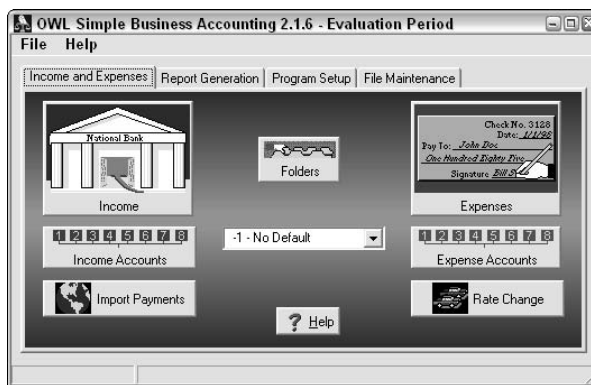 OWL Simple Business Accounting 2.1.6 - Evaluation Period
File Help
Income and Expenses Report Generation Program Setup File Maintenance
National Bank
Income
Folders
Check No. 3128
Date: 1/1/98
Pay To: John Doe
One Hundred Eighty Five
Signature Bill S
Expenses
1 2 3 4 5 6 7 8
Income Accounts
-1 - No Default
1 2 3 4 5 6 7 8
Expense Accounts
Import Payments
? Help
Rate Change